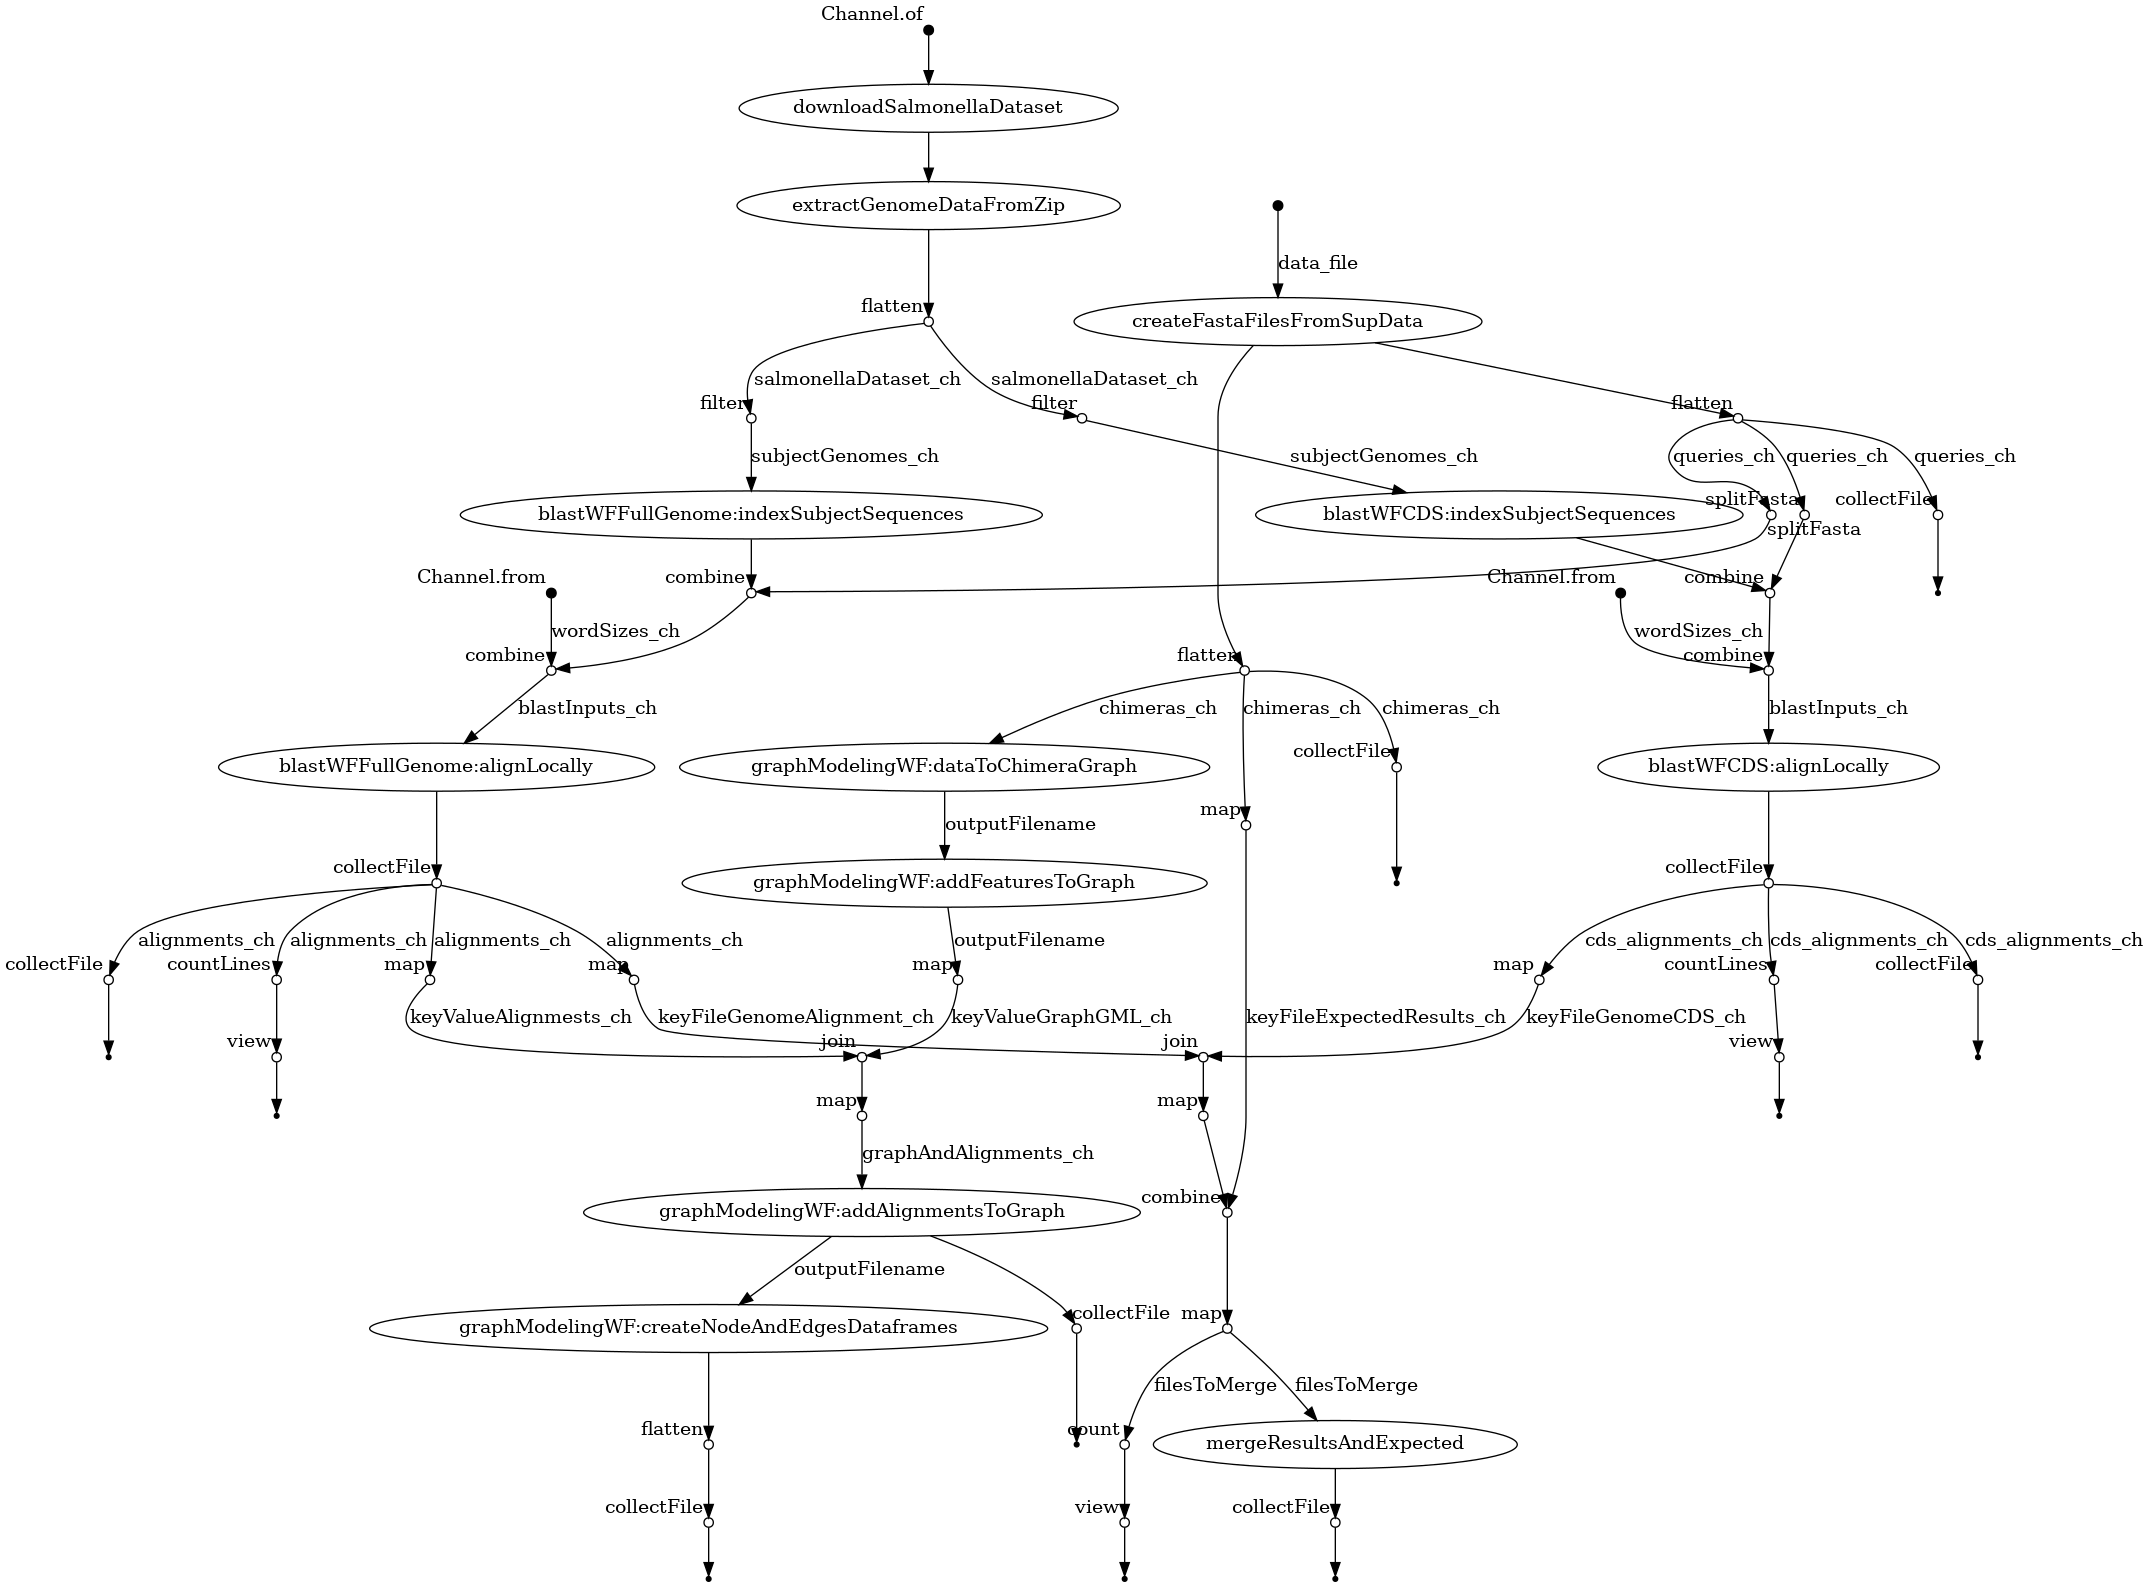 Channel.of
downloadSalmonellaDataset
extractGenomeDataFromZip
data_file
flatten
createFastaFilesFromSupData
salmonellaDataset_ch
salmonellaDataset_ch
filter
filter
flatten
subjectGenomes_ch
subjectGenomes_ch
queries_ch
queries_ch
queries_ch
splitFasta
collectFile
blastWFFullGenome:indexSubjectSequences
blastWFCDS:indexSubjectSequences
splitFasta
Channel.from
combine
Channel.from
combine
wordSizes_ch
wordSizes_ch
combine
flatten
combine
blastInputs_ch
chimeras_ch
chimeras_ch
chimeras_ch
blastInputs_ch
collectFile
blastWFFullGenome:alignLocally
graphModelingWF:dataToChimeraGraph
blastWFCDS:alignLocally
map
outputFilename
collectFile
collectFile
graphModelingWF:addFeaturesToGraph
alignments_ch
alignments_ch
alignments_ch
alignments_ch
outputFilename
cds_alignments_ch
cds_alignments_ch
cds_alignments_ch
collectFile
countLines
map
map
map
map
countLines
collectFile
keyValueAlignmests_ch
keyFileGenomeAlignment_ch
keyValueGraphGML_ch
keyFileExpectedResults_ch
keyFileGenomeCDS_ch
view
join
join
view
map
map
graphAndAlignments_ch
combine
graphModelingWF:addAlignmentsToGraph
outputFilename
collectFile
map
graphModelingWF:createNodeAndEdgesDataframes
filesToMerge
filesToMerge
flatten
count
mergeResultsAndExpected
collectFile
view
collectFile